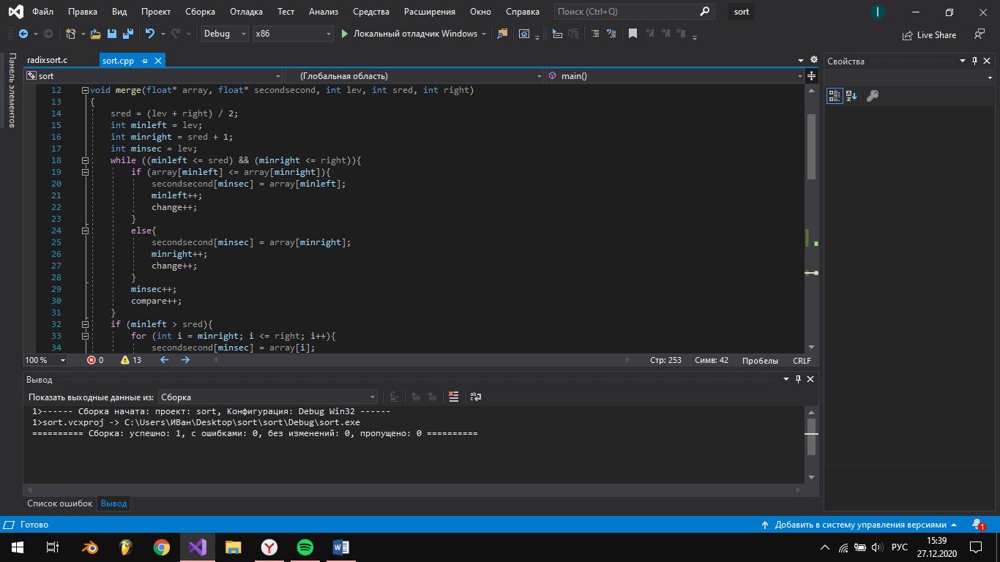 Файл Правка Вид Проект Сборка Отладка Тест Анализ Средства Расширения Окно Справка Поиск (Ctrl+Q) sort I
Debug x86 Локальный отладчик Windows Live Share
Панель элементов
radixsort.c sort.cpp
sort (Глобальная область) main()
12 void merge(float* array, float* secondsecond, int lev, int sred, int right)
13 {
14 sred = (lev + right) / 2;
15 int minleft = lev;
16 int minright = sred + 1;
17 int minsec = lev;
18 while ((minleft <= sred) && (minright <= right)){
19 if (array[minleft] <= array[minright]){
20 secondsecond[minsec] = array[minleft];
21 minleft++;
22 change++;
23 }
24 else{
25 secondsecond[minsec] = array[minright];
26 minright++;
27 change++;
28 }
29 minsec++;
30 compare++;
31 }
32 if (minleft > sred){
33 for (int i = minright; i <= right; i++){
34 secondsecond[minsec] = array[i];
100 % 0 13 Стр: 253 Симв: 42 Пробелы CRLF
Свойства
Вывод
Показать выходные данные из: Сборка
1>------ Сборка начата: проект: sort, Конфигурация: Debug Win32 ------
1>sort.vcxproj -> C:\Users\ИВан\Desktop\sort\sort\Debug\sort.exe
========== Сборка: успешно: 1, с ошибками: 0, без изменений: 0, пропущено: 0 ==========
Список ошибок Вывод
Готово Добавить в систему управления версиями 1
РУС 15:39
27.12.2020